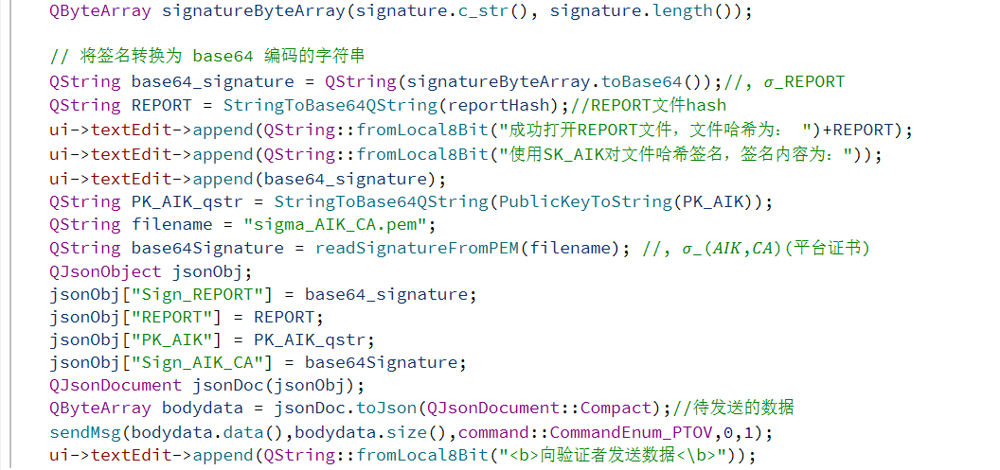 QByteArray signatureByteArray(signature.c_str(), signature.length());
// 将签名转换为 base64 编码的字符串
QString base64_signature = QString(signatureByteArray.toBase64());//, σ_REPORT
QString REPORT = StringToBase64QString(reportHash);//REPORT文件hash
ui->textEdit->append(QString::fromLocal8Bit("成功打开REPORT文件，文件哈希为： ")+REPORT);
ui->textEdit->append(QString::fromLocal8Bit("使用SK_AIK对文件哈希签名，签名内容为："));
ui->textEdit->append(base64_signature);
QString PK_AIK_qstr = StringToBase64QString(PublicKeyToString(PK_AIK));
QString filename = "sigma_AIK_CA.pem";
QString base64Signature = readSignatureFromPEM(filename); //, σ_(AIK,CA)(平台证书)
QJsonObject jsonObj;
jsonObj["Sign_REPORT"] = base64_signature;
jsonObj["REPORT"] = REPORT;
jsonObj["PK_AIK"] = PK_AIK_qstr;
jsonObj["Sign_AIK_CA"] = base64Signature;
QJsonDocument jsonDoc(jsonObj);
QByteArray bodydata = jsonDoc.toJson(QJsonDocument::Compact);//待发送的数据
sendMsg(bodydata.data(),bodydata.size(),command::CommandEnum_PTOV,0,1);
ui->textEdit->append(QString::fromLocal8Bit("<b>向验证者发送数据<\b>"));